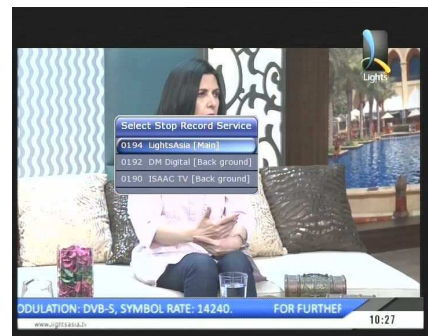 Lights
Select Stop Record Service
0194 LightsAsia [Main]
0192 DM Digital [Back ground]
0190 ISAAC TV [Back ground]
ODULATION: DVB-S, SYMBOL RATE: 14240. FOR FURTHER
www.lightsasia.tv
10:27